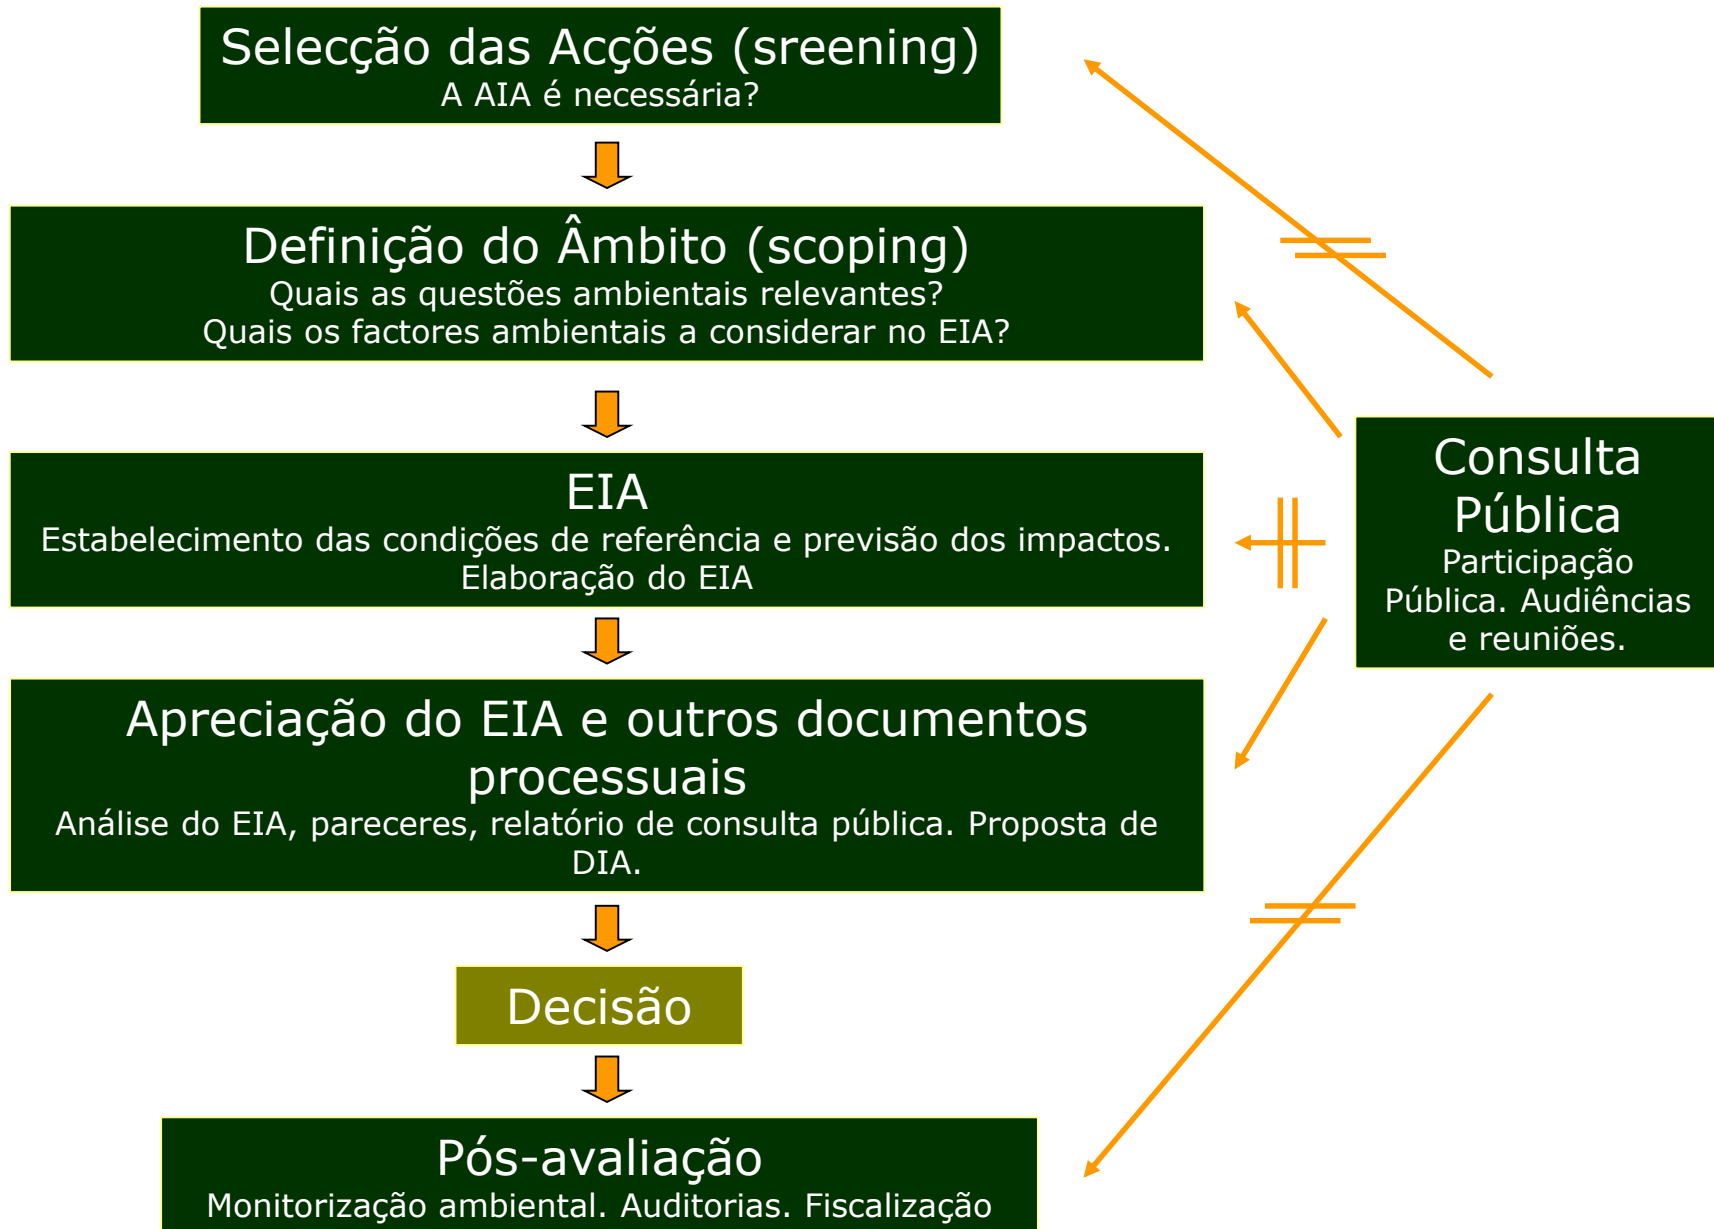 Selecção das Acções (sreening)
A AIA é necessária?
Definição do Âmbito (scoping)
Quais as questões ambientais relevantes?
Quais os factores ambientais a considerar no EIA?
EIA
Estabelecimento das condições de referência e previsão dos impactos.
Elaboração do EIA
Consulta
Pública
Participação
Pública. Audiências
e reuniões.
Apreciação do EIA e outros documentos
processuais
Análise do EIA, pareceres, relatório de consulta pública. Proposta de
DIA.
Decisão
Pós-avaliação
Monitorização ambiental. Auditorias. Fiscalização